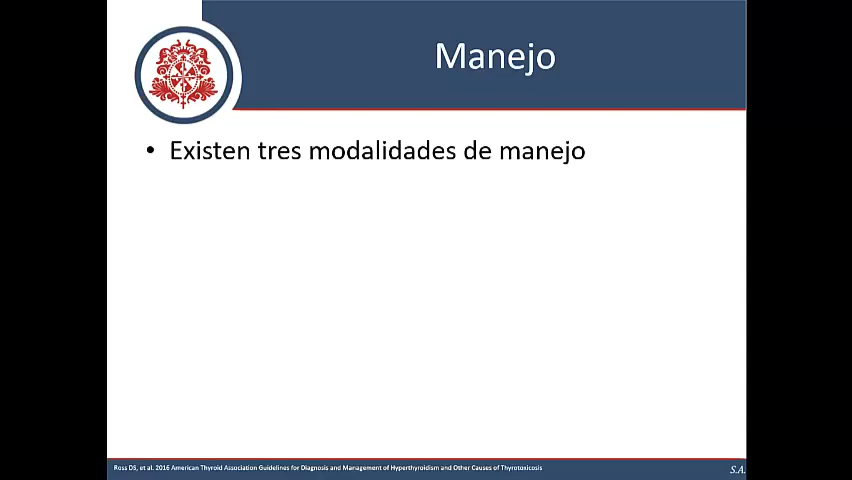 Manejo
• Existen tres modalidades de manejo
Ross DS, et al. 2016 American Thyroid Association Guidelines for Diagnosis and Management of Hyperthyroidism and Other Causes of Thyrotoxicosis
S.A.